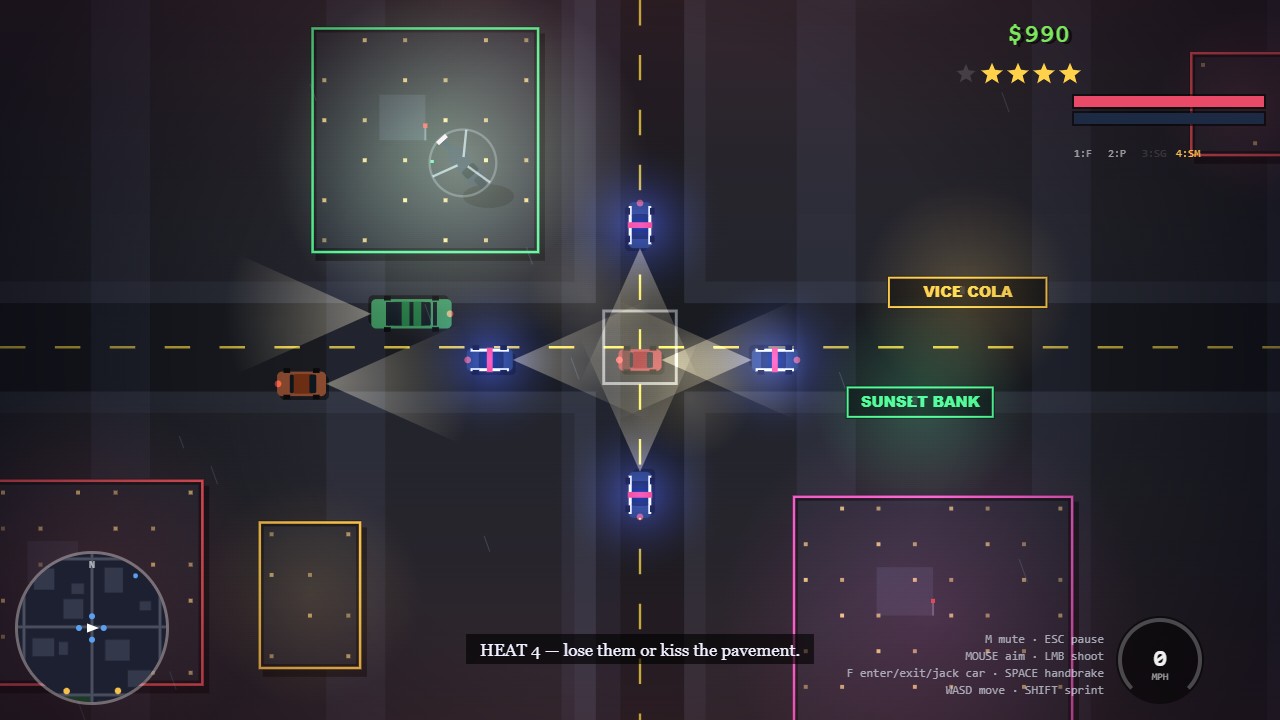 $990
1:F 2:P 3:SG 4:SM
VICE COLA
SUNSET BANK
N
HEAT 4 — lose them or kiss the pavement.
M mute · ESC pause
MOUSE aim · LMB shoot
F enter/exit/jack car · SPACE handbrake
WASD move · SHIFT sprint
0
MPH